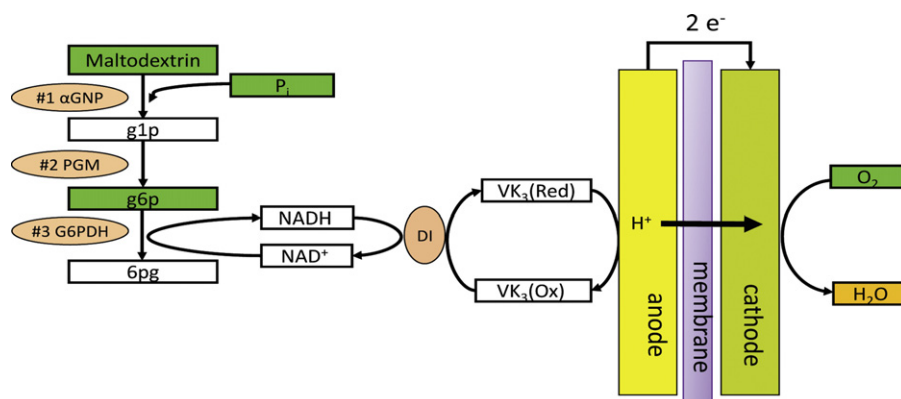 2 e⁻
Maltodextrin
#1 αGNP
Pᵢ
g1p
#2 PGM
g6p
#3 G6PDH
6pg
NADH
NAD⁺
DI
VK₃(Red)
VK₃(Ox)
H⁺
anode
membrane
cathode
O₂
H₂O